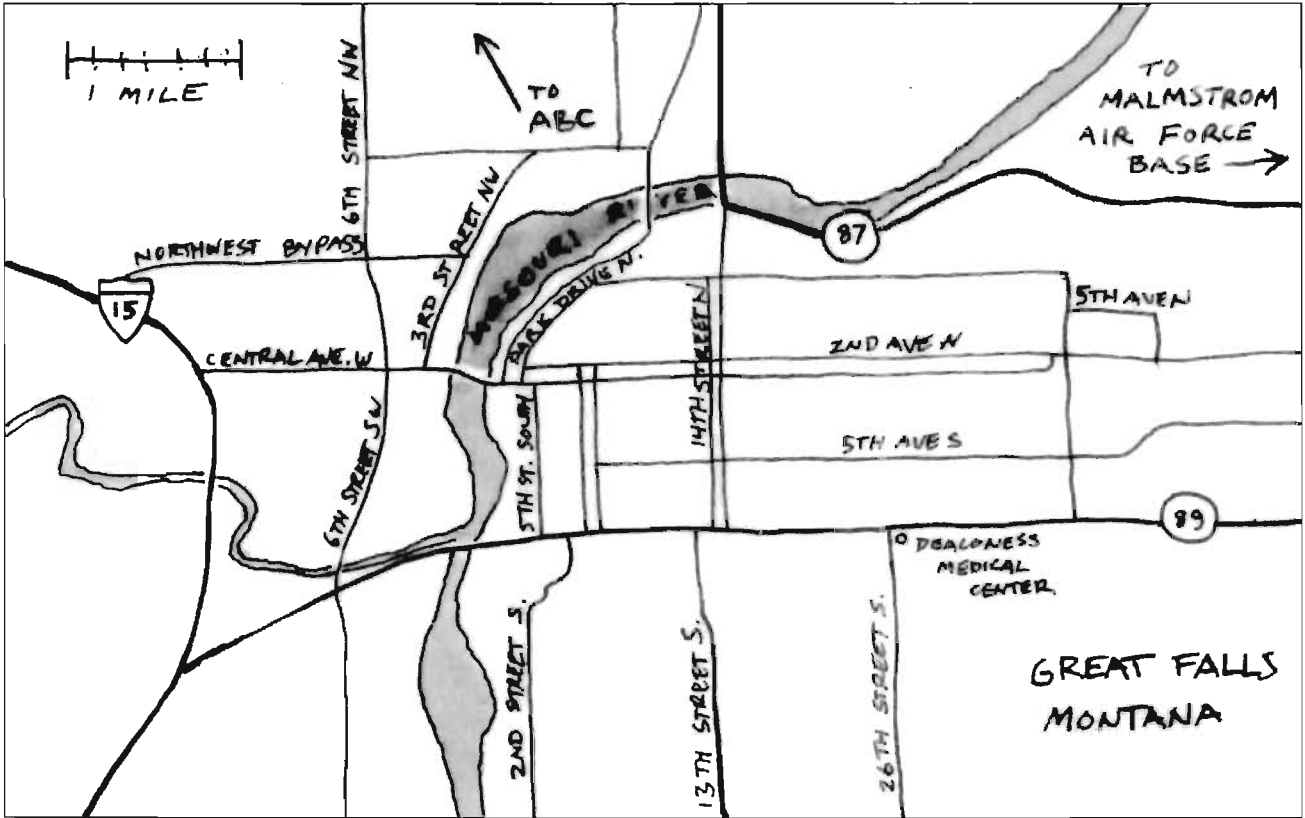 1 MILE
6TH STREET NW
TO
ABC
TO
MALMSTROM
AIR FORCE
BASE
NORTHWEST BYPASS
3RD STREET NW
MISSOURI RIVER
PARK DRIVE N.
87
15
5TH AVE N
14TH STREET N
2ND AVE N
CENTRAL AVE. W
6TH STREET SW
5TH ST. SOUTH
5TH AVE S
89
DEACONESS
MEDICAL
CENTER
2ND STREET S.
13TH STREET S.
26TH STREET S.
GREAT FALLS
MONTANA